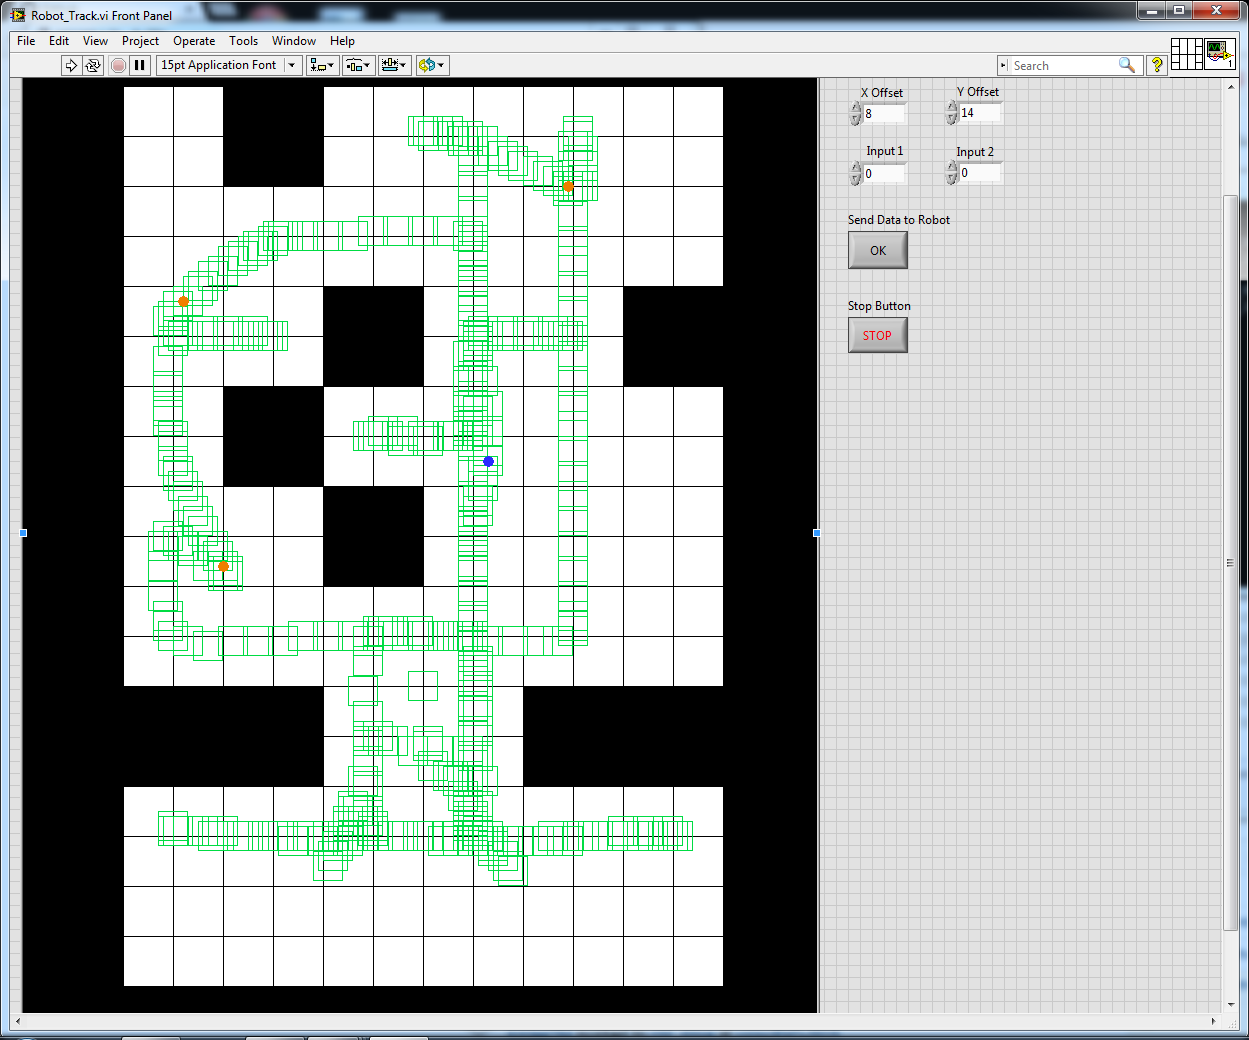 Robot_Track.vi Front Panel
File Edit View Project Operate Tools Window Help
15pt Application Font
Search
?
1
X Offset
Y Offset
8
14
Input 1
Input 2
0
0
Send Data to Robot
OK
Stop Button
STOP